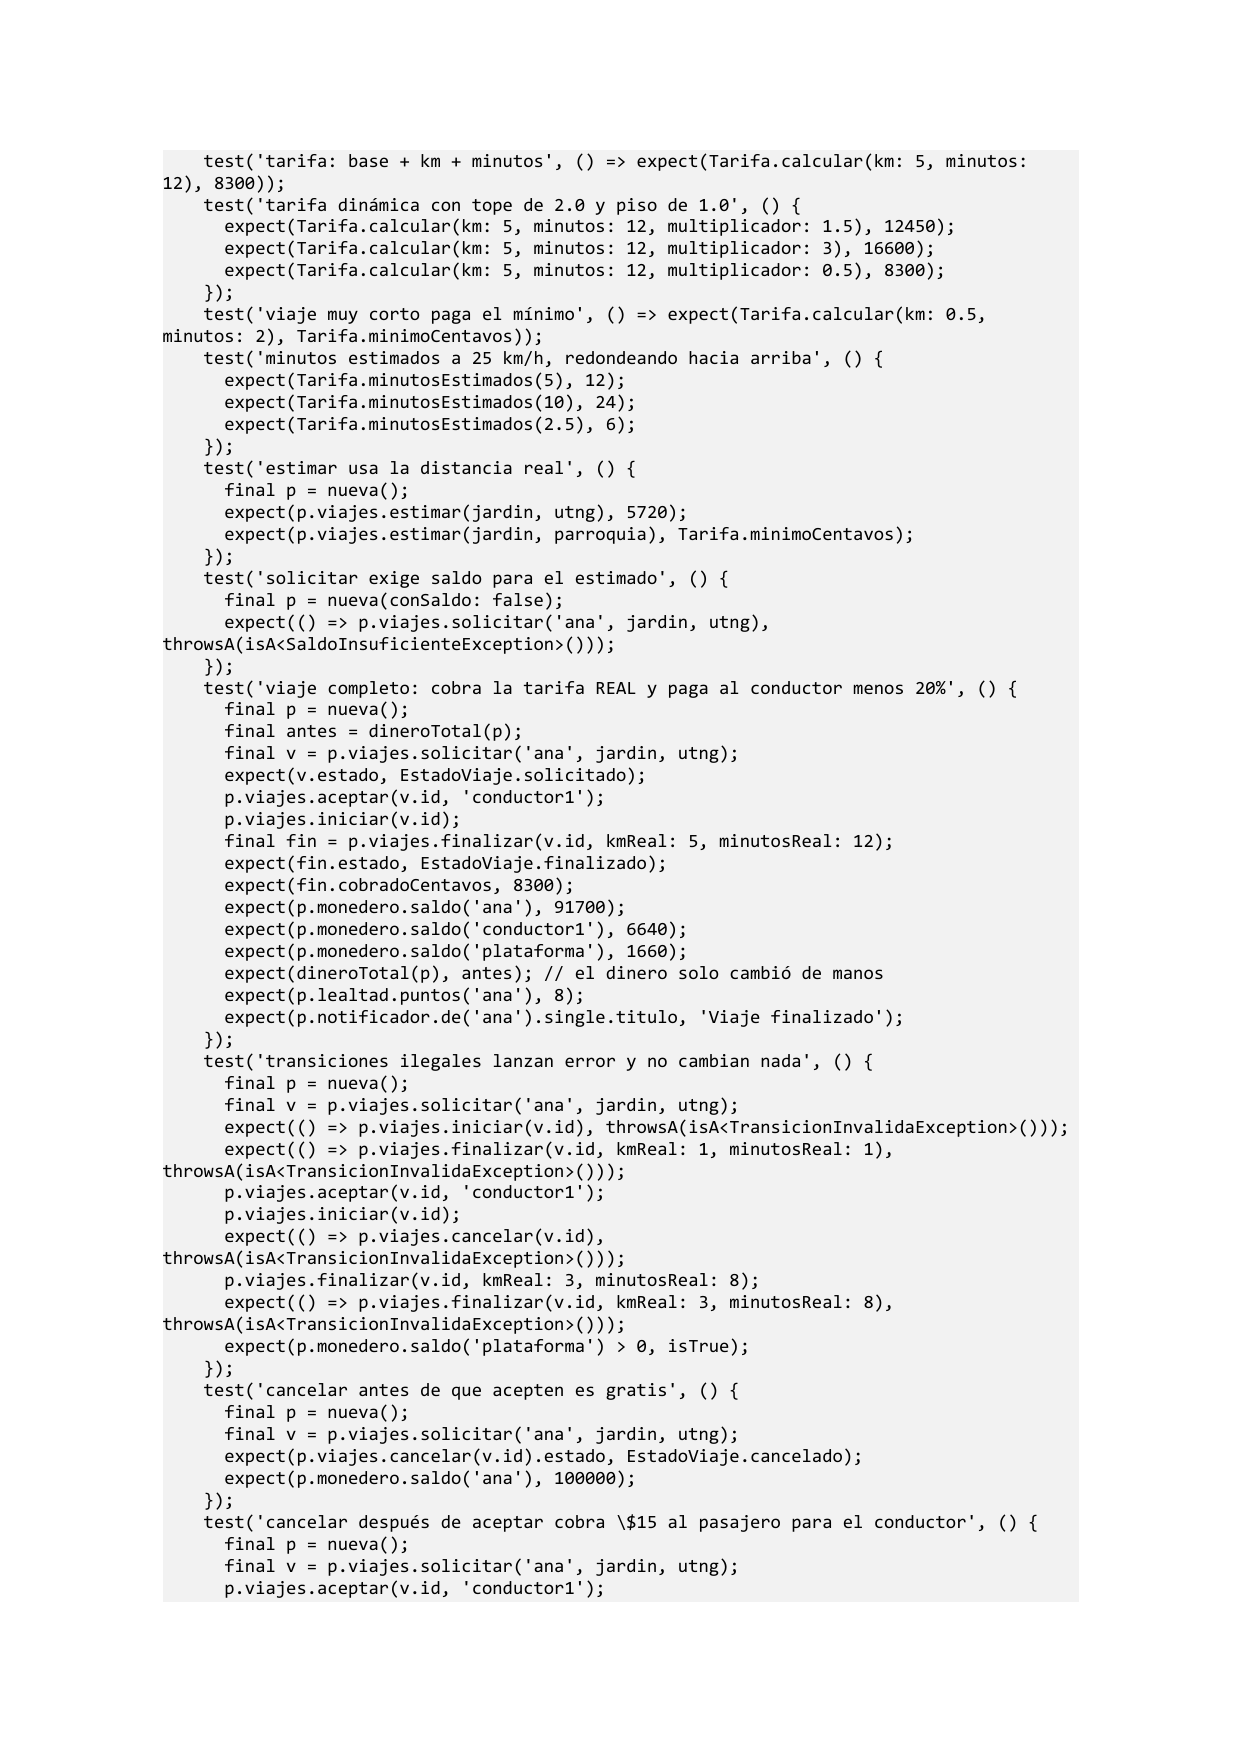 test('tarifa: base + km + minutos', () => expect(Tarifa.calcular(km: 5, minutos:
12), 8300));
    test('tarifa dinámica con tope de 2.0 y piso de 1.0', () {
      expect(Tarifa.calcular(km: 5, minutos: 12, multiplicador: 1.5), 12450);
      expect(Tarifa.calcular(km: 5, minutos: 12, multiplicador: 3), 16600);
      expect(Tarifa.calcular(km: 5, minutos: 12, multiplicador: 0.5), 8300);
    });
    test('viaje muy corto paga el mínimo', () => expect(Tarifa.calcular(km: 0.5,
minutos: 2), Tarifa.minimoCentavos));
    test('minutos estimados a 25 km/h, redondeando hacia arriba', () {
      expect(Tarifa.minutosEstimados(5), 12);
      expect(Tarifa.minutosEstimados(10), 24);
      expect(Tarifa.minutosEstimados(2.5), 6);
    });
    test('estimar usa la distancia real', () {
      final p = nueva();
      expect(p.viajes.estimar(jardin, utng), 5720);
      expect(p.viajes.estimar(jardin, parroquia), Tarifa.minimoCentavos);
    });
    test('solicitar exige saldo para el estimado', () {
      final p = nueva(conSaldo: false);
      expect(() => p.viajes.solicitar('ana', jardin, utng),
throwsA(isA<SaldoInsuficienteException>()));
    });
    test('viaje completo: cobra la tarifa REAL y paga al conductor menos 20%', () {
      final p = nueva();
      final antes = dineroTotal(p);
      final v = p.viajes.solicitar('ana', jardin, utng);
      expect(v.estado, EstadoViaje.solicitado);
      p.viajes.aceptar(v.id, 'conductor1');
      p.viajes.iniciar(v.id);
      final fin = p.viajes.finalizar(v.id, kmReal: 5, minutosReal: 12);
      expect(fin.estado, EstadoViaje.finalizado);
      expect(fin.cobradoCentavos, 8300);
      expect(p.monedero.saldo('ana'), 91700);
      expect(p.monedero.saldo('conductor1'), 6640);
      expect(p.monedero.saldo('plataforma'), 1660);
      expect(dineroTotal(p), antes); // el dinero solo cambió de manos
      expect(p.lealtad.puntos('ana'), 8);
      expect(p.notificador.de('ana').single.titulo, 'Viaje finalizado');
    });
    test('transiciones ilegales lanzan error y no cambian nada', () {
      final p = nueva();
      final v = p.viajes.solicitar('ana', jardin, utng);
      expect(() => p.viajes.iniciar(v.id), throwsA(isA<TransicionInvalidaException>()));
      expect(() => p.viajes.finalizar(v.id, kmReal: 1, minutosReal: 1),
throwsA(isA<TransicionInvalidaException>()));
      p.viajes.aceptar(v.id, 'conductor1');
      p.viajes.iniciar(v.id);
      expect(() => p.viajes.cancelar(v.id),
throwsA(isA<TransicionInvalidaException>()));
      p.viajes.finalizar(v.id, kmReal: 3, minutosReal: 8);
      expect(() => p.viajes.finalizar(v.id, kmReal: 3, minutosReal: 8),
throwsA(isA<TransicionInvalidaException>()));
      expect(p.monedero.saldo('plataforma') > 0, isTrue);
    });
    test('cancelar antes de que acepten es gratis', () {
      final p = nueva();
      final v = p.viajes.solicitar('ana', jardin, utng);
      expect(p.viajes.cancelar(v.id).estado, EstadoViaje.cancelado);
      expect(p.monedero.saldo('ana'), 100000);
    });
    test('cancelar después de aceptar cobra \$15 al pasajero para el conductor', () {
      final p = nueva();
      final v = p.viajes.solicitar('ana', jardin, utng);
      p.viajes.aceptar(v.id, 'conductor1');